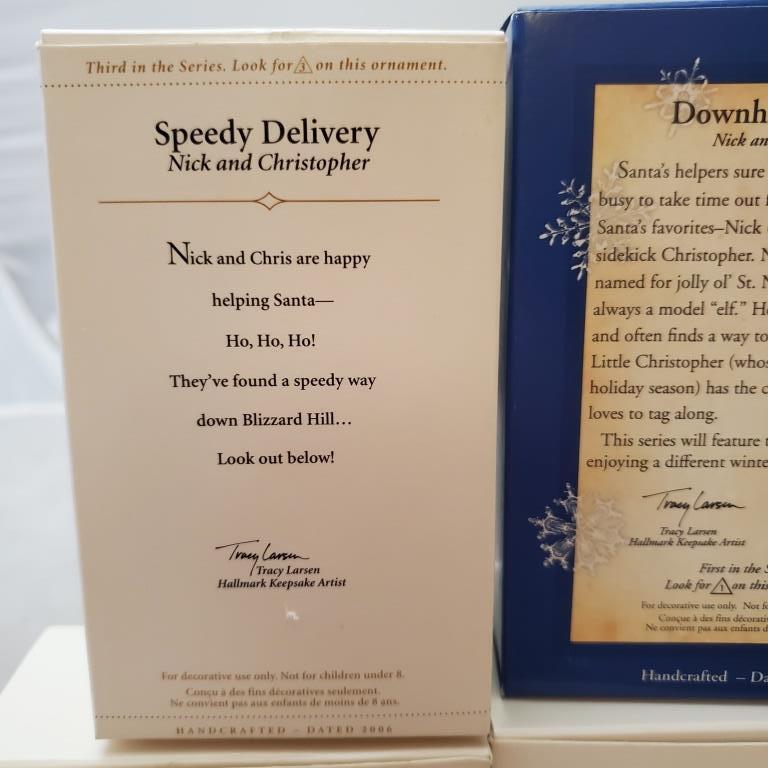 Third in the Series. Look for 3 on this ornament.
Speedy Delivery
Nick and Christopher
Nick and Chris are happy
helping Santa—
Ho, Ho, Ho!
They've found a speedy way
down Blizzard Hill…
Look out below!
Tracy Larsen
Tracy Larsen
Hallmark Keepsake Artist
For decorative use only. Not for children under 8.
Conçu à des fins décoratives seulement.
Ne convient pas aux enfants de moins de 8 ans.
HANDCRAFTED – DATED 2006
Downh
Nick an
Santa's helpers sure
busy to take time out
Santa's favorites–Nick
sidekick Christopher. N
named for jolly ol' St. N
always a model "elf." H
and often finds a way to
Little Christopher (whos
holiday season) has the c
loves to tag along.
This series will feature t
enjoying a different winte
Tracy Larsen
Tracy Larsen
Hallmark Keepsake Artist
First in the S
Look for 1 on this
For decorative use only. Not f
Conçue à des fins décorati
Ne convient pas aux enfants d
Handcrafted – Da